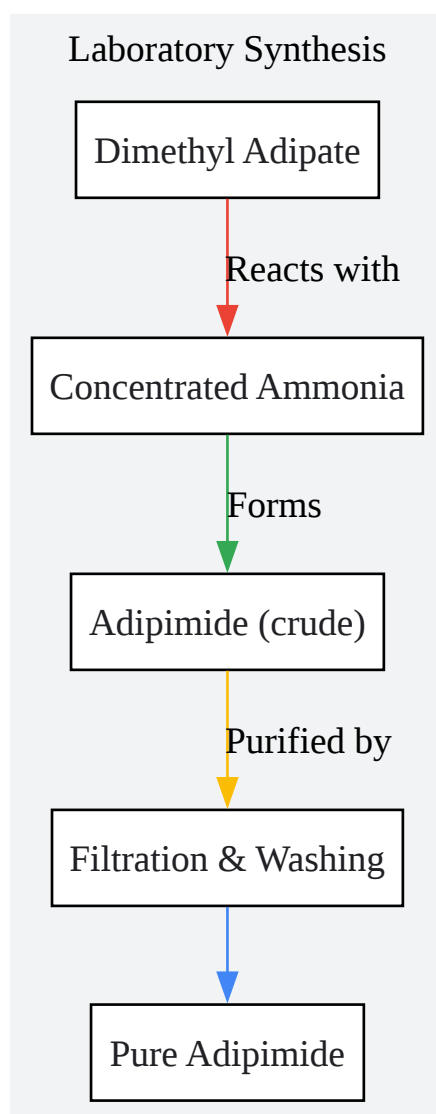 Laboratory Synthesis
Dimethyl Adipate
Reacts with
Concentrated Ammonia
Forms
Adipimide (crude)
Purified by
Filtration & Washing
Pure Adipimide